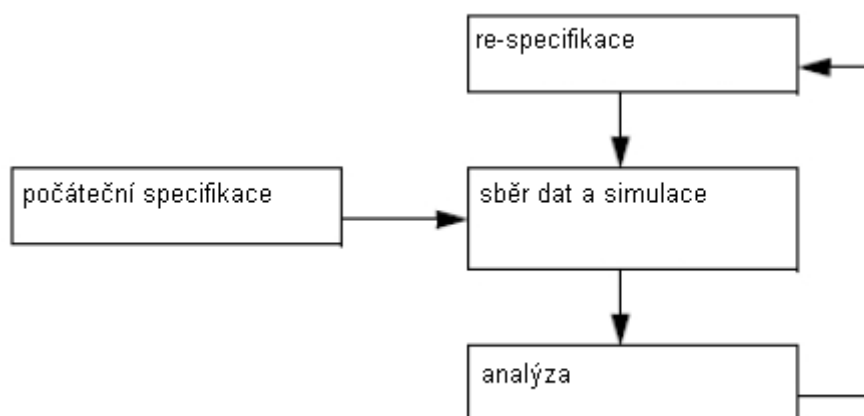 re-specifikace
počáteční specifikace
sběr dat a simulace
analýza